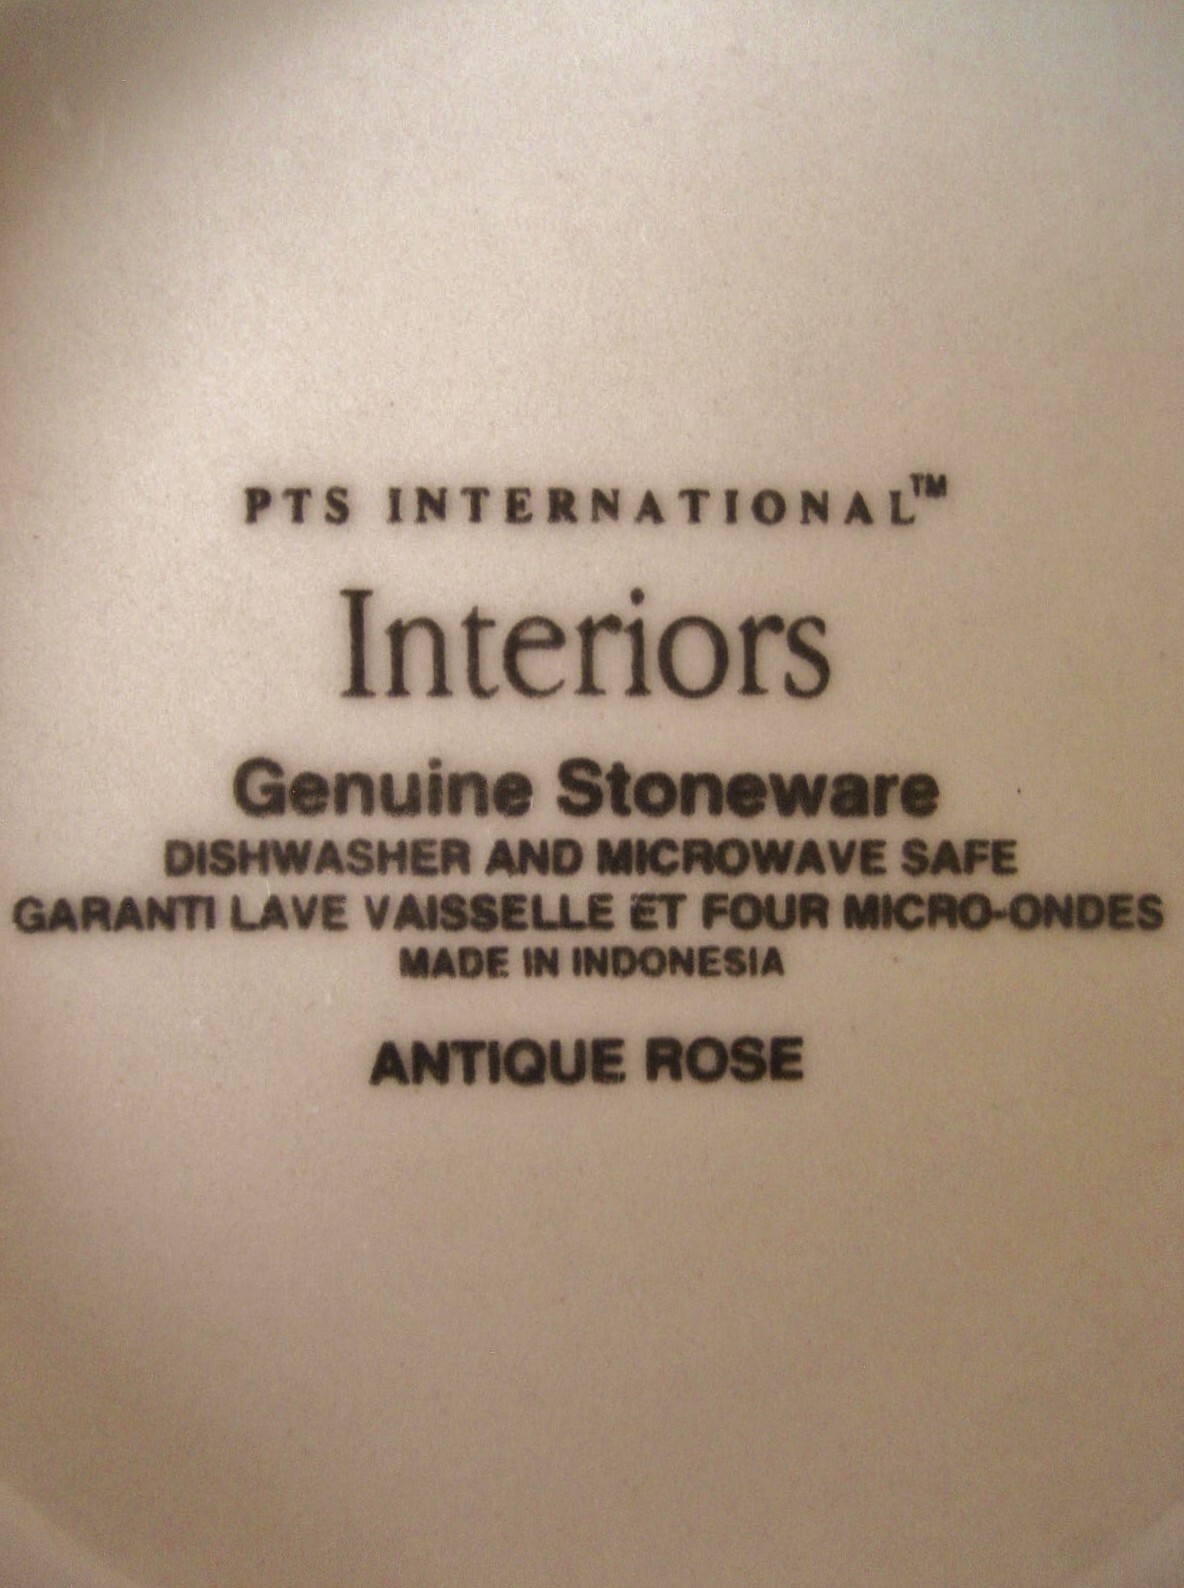 PTS INTERNATIONAL™
Interiors
Genuine Stoneware
DISHWASHER AND MICROWAVE SAFE
GARANTI LAVE VAISSELLE ET FOUR MICRO-ONDES
MADE IN INDONESIA
ANTIQUE ROSE